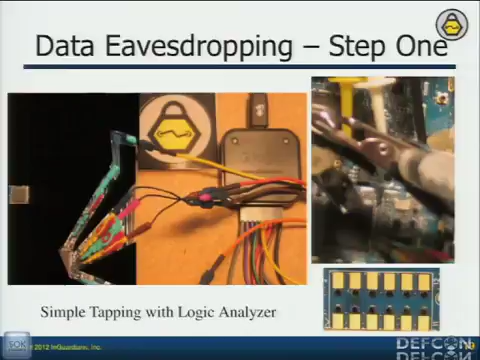 Data Eavesdropping – Step One
Simple Tapping with Logic Analyzer
2012 InGuardians, Inc.
DEFCON